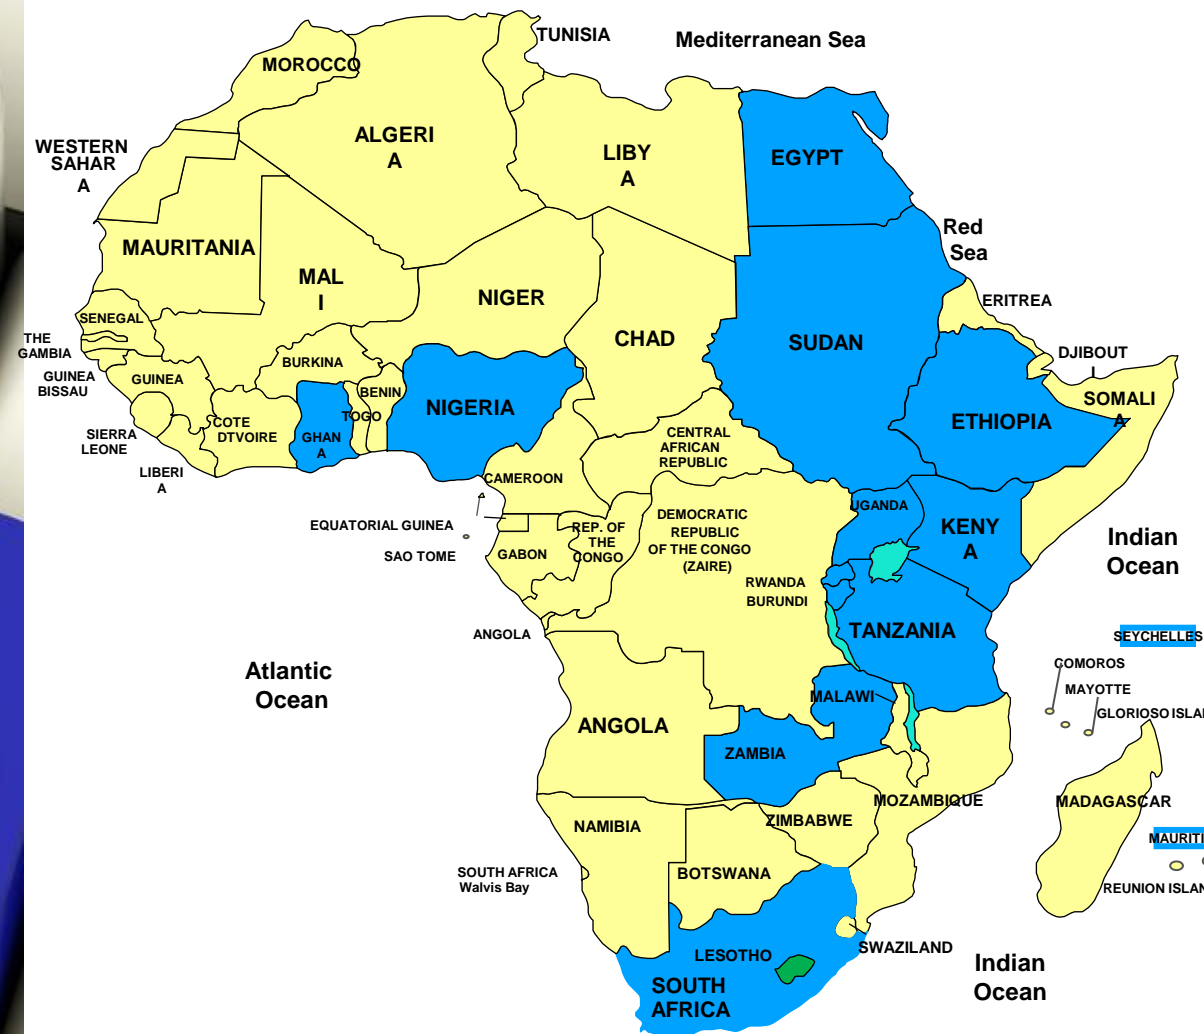 TUNISIA
Mediterranean Sea
MOROCCO
WESTERN
SAHAR
A
ALGERI
A
LIBY
A
EGYPT
Red
Sea
MAURITANIA
MAL
I
NIGER
CHAD
SUDAN
ERITREA
SENEGAL
THE
GAMBIA
GUINEA
BISSAU
GUINEA
BURKINA
BENIN
TOGO
NIGERIA
DJIBOUT
I
SOMALI
A
ETHIOPIA
SIERRA
LEONE
COTE
DTVOIRE
GHAN
A
LIBERI
A
CENTRAL
AFRICAN
REPUBLIC
CAMEROON
EQUATORIAL GUINEA
SAO TOME
GABON
REP. OF
THE
CONGO
DEMOCRATIC
REPUBLIC
OF THE CONGO
(ZAIRE)
UGANDA
KENY
A
Indian
Ocean
RWANDA
BURUNDI
TANZANIA
SEYCHELLES
ANGOLA
COMOROS
MAYOTTE
GLORIOSO ISLAN
Atlantic
Ocean
ANGOLA
MALAWI
ZAMBIA
MOZAMBIQUE
MADAGASCAR
NAMIBIA
ZIMBABWE
MAURITI
SOUTH AFRICA
Walvis Bay
BOTSWANA
REUNION ISLAN
LESOTHO
SWAZILAND
SOUTH
AFRICA
Indian
Ocean